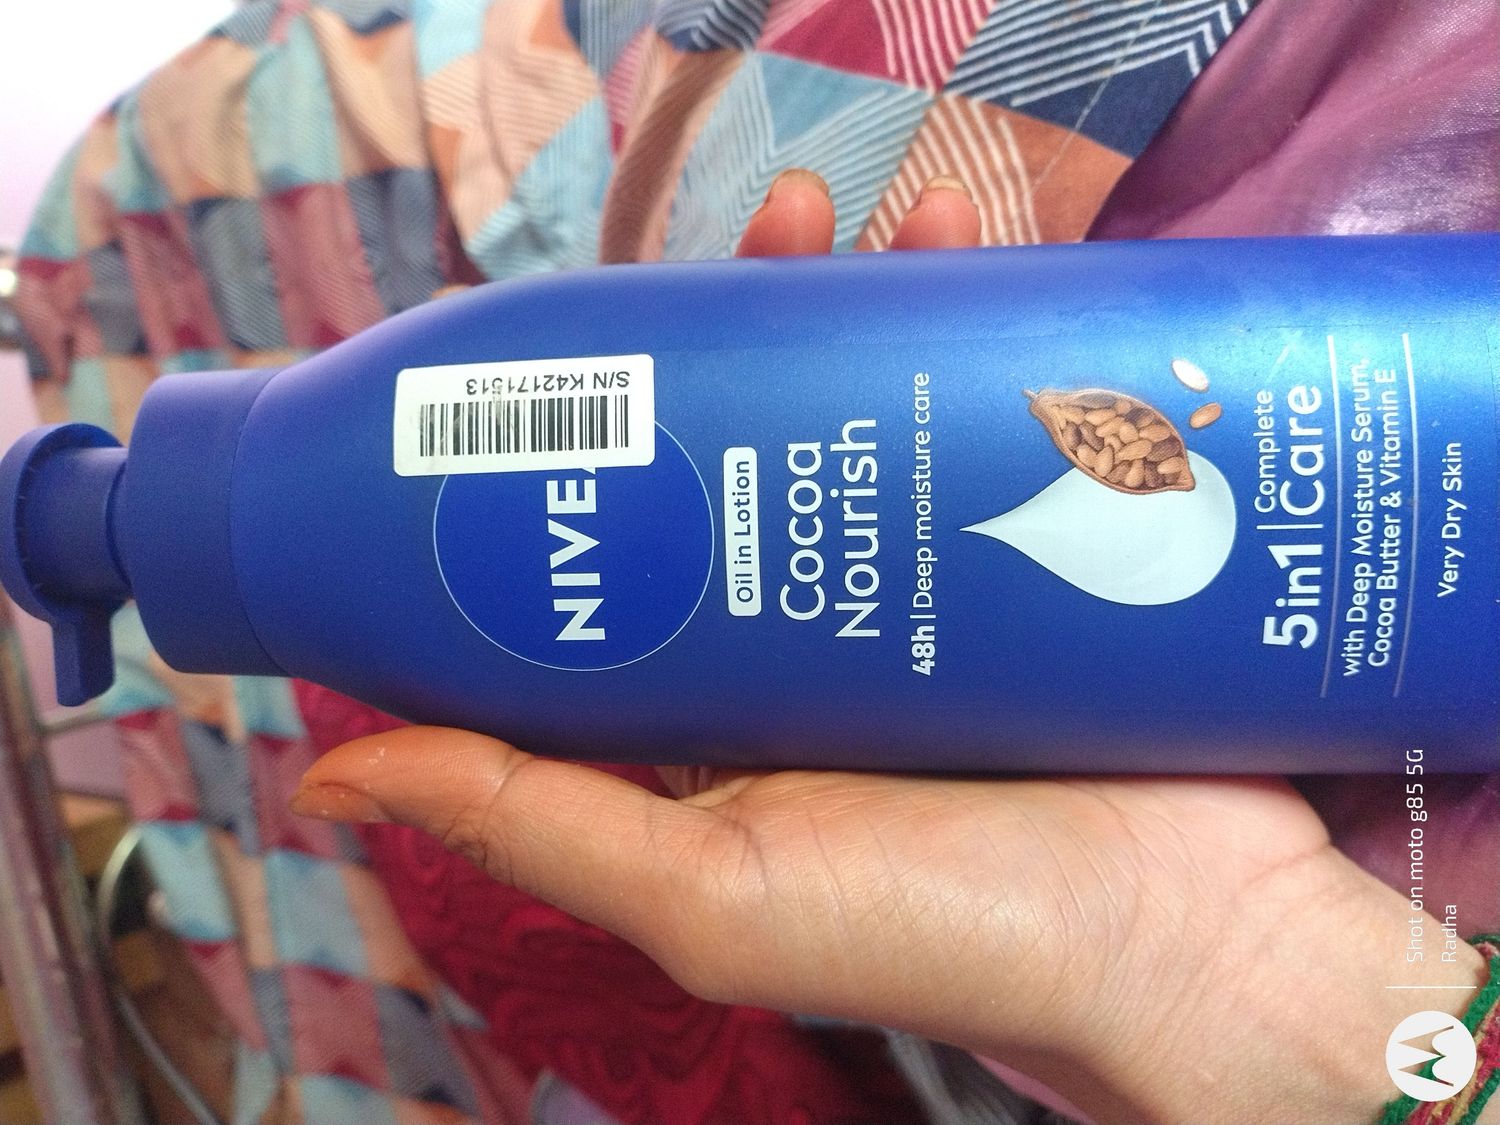 S/N K42171513
NIVEA
Oil in Lotion
Cocoa
Nourish
48h | Deep moisture care
5in1 | Complete Care
with Deep Moisture Serum,
Cocoa Butter & Vitamin E
Very Dry Skin
Shot on moto g85 5G
Radha